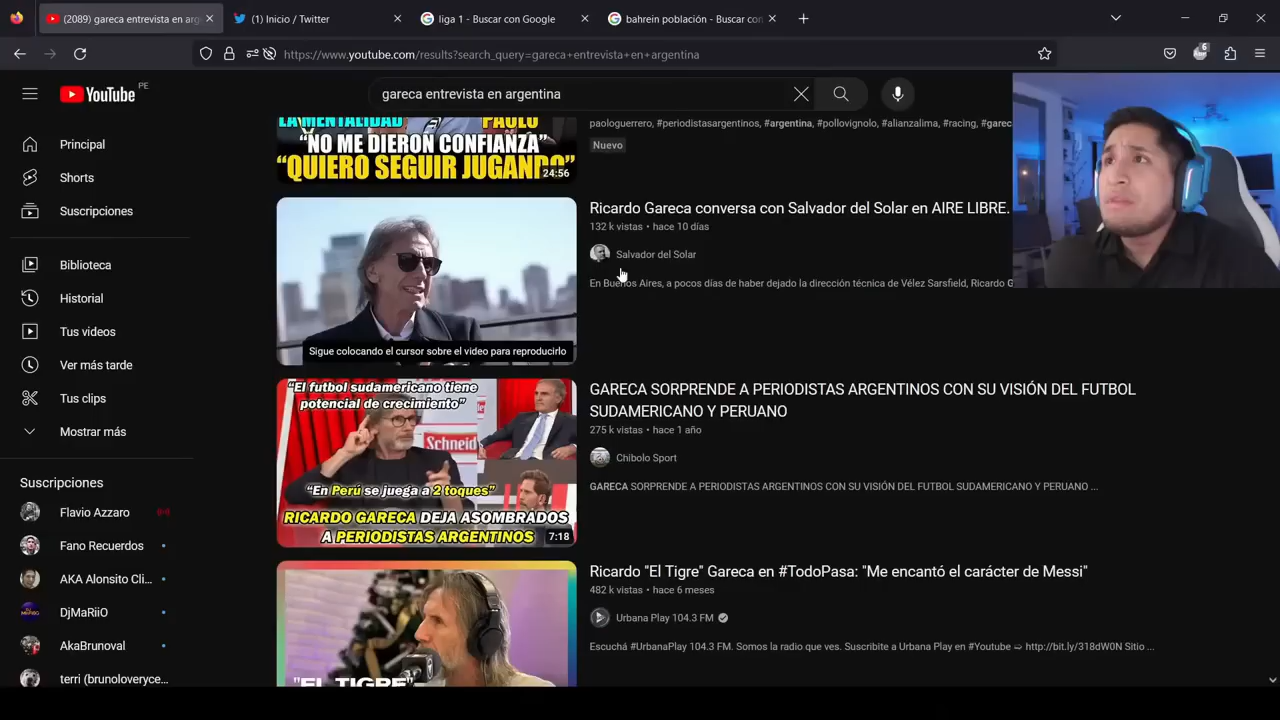 (2089) gareca entrevista en arg
(1) Inicio / Twitter
liga 1 - Buscar con Google
bahrein población - Buscar con
https://www.youtube.com/results?search_query=gareca+entrevista+en+argentina
6
YouTube PE
gareca entrevista en argentina
Principal
Shorts
Suscripciones
Biblioteca
Historial
Tus videos
Ver más tarde
Tus clips
Mostrar más
Suscripciones
Flavio Azzaro
Fano Recuerdos
AKA Alonsito Cli...
DjMaRiiO
AkaBrunoval
terri (brunoloveryce...
LA MENTALIDAD PAOLO
"NO ME DIERON CONFIANZA"
"QUIERO SEGUIR JUGANDO"
24:56
paologuerrero, #periodistasargentinos, #argentina, #pollovignolo, #alianzalima, #racing, #garec
Nuevo
Ricardo Gareca conversa con Salvador del Solar en AIRE LIBRE.
132 k vistas • hace 10 días
Salvador del Solar
En Buenos Aires, a pocos días de haber dejado la dirección técnica de Vélez Sarsfield, Ricardo G
Sigue colocando el cursor sobre el video para reproducirlo
"El futbol sudamericano tiene
potencial de crecimiento"
Schneid
"En Perú se juega a 2 toques"
RICARDO GARECA DEJA ASOMBRADOS
A PERIODISTAS ARGENTINOS
7:18
GARECA SORPRENDE A PERIODISTAS ARGENTINOS CON SU VISIÓN DEL FUTBOL
SUDAMERICANO Y PERUANO
275 k vistas • hace 1 año
Chibolo Sport
GARECA SORPRENDE A PERIODISTAS ARGENTINOS CON SU VISIÓN DEL FUTBOL SUDAMERICANO Y PERUANO ...
"EL TIGRE"
Ricardo "El Tigre" Gareca en #TodoPasa: "Me encantó el carácter de Messi"
482 k vistas • hace 6 meses
Urbana Play 104.3 FM
Escuchá #UrbanaPlay 104.3 FM. Somos la radio que ves. Suscribite a Urbana Play en #Youtube ➯ http://bit.ly/318dW0N Sitio ...